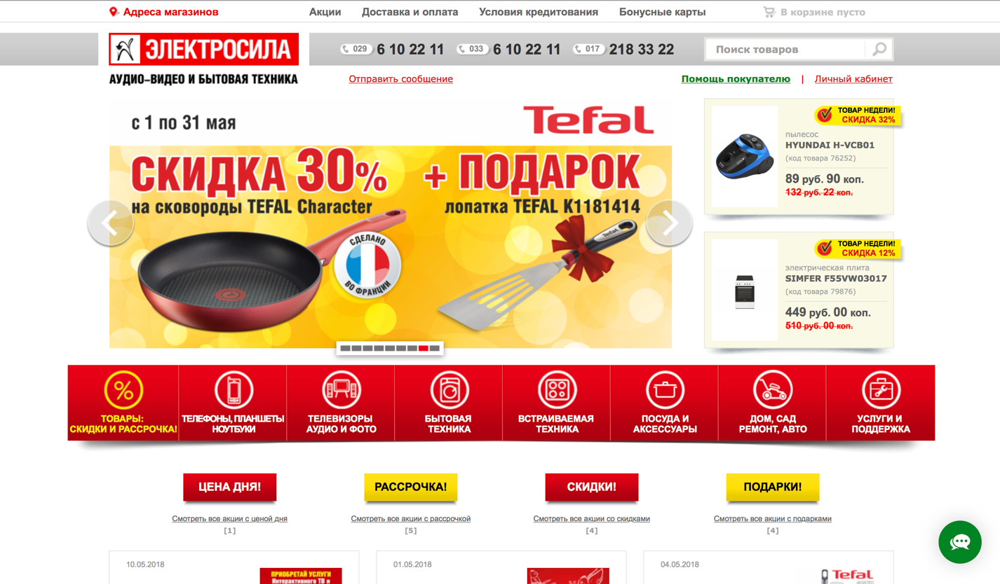 Адреса магазинов
Акции
Доставка и оплата
Условия кредитования
Бонусные карты
В корзине пусто
ЭЛЕКТРОСИЛА
АУДИО-ВИДЕО И БЫТОВАЯ ТЕХНИКА
029 6 10 22 11
033 6 10 22 11
017 218 33 22
Поиск товаров
Отправить сообщение
Помощь покупателю | Личный кабинет
с 1 по 31 мая
Tefal
СКИДКА 30% + ПОДАРОК
на сковороды TEFAL Character
лопатка TEFAL K1181414
Tefal
СДЕЛАНО
ВО ФРАНЦИИ
ТОВАР НЕДЕЛИ!
СКИДКА 32%
пылесос
HYUNDAI H-VCB01
(код товара 76252)
89 руб. 90 коп.
132 руб. 22 коп.
ТОВАР НЕДЕЛИ!
СКИДКА 12%
электрическая плита
SIMFER F55VW03017
(код товара 79876)
449 руб. 00 коп.
510 руб. 00 коп.
%
ТОВАРЫ:
СКИДКИ И РАССРОЧКА!
ТЕЛЕФОНЫ, ПЛАНШЕТЫ
НОУТБУКИ
ТЕЛЕВИЗОРЫ
АУДИО И ФОТО
БЫТОВАЯ
ТЕХНИКА
ВСТРАИВАЕМАЯ
ТЕХНИКА
ПОСУДА И
АКСЕССУАРЫ
ДОМ, САД
РЕМОНТ, АВТО
УСЛУГИ И
ПОДДЕРЖКА
ЦЕНА ДНЯ!
РАССРОЧКА!
СКИДКИ!
ПОДАРКИ!
Смотреть все акции с ценой дня
[1]
Смотреть все акции с рассрочкой
[5]
Смотреть все акции со скидками
[4]
Смотреть все акции с подарками
[4]
10.05.2018
ПРИОБРЕТАЙ УСЛУГИ
Интерактивного ТВ и
01.05.2018
04.05.2018
Tefal